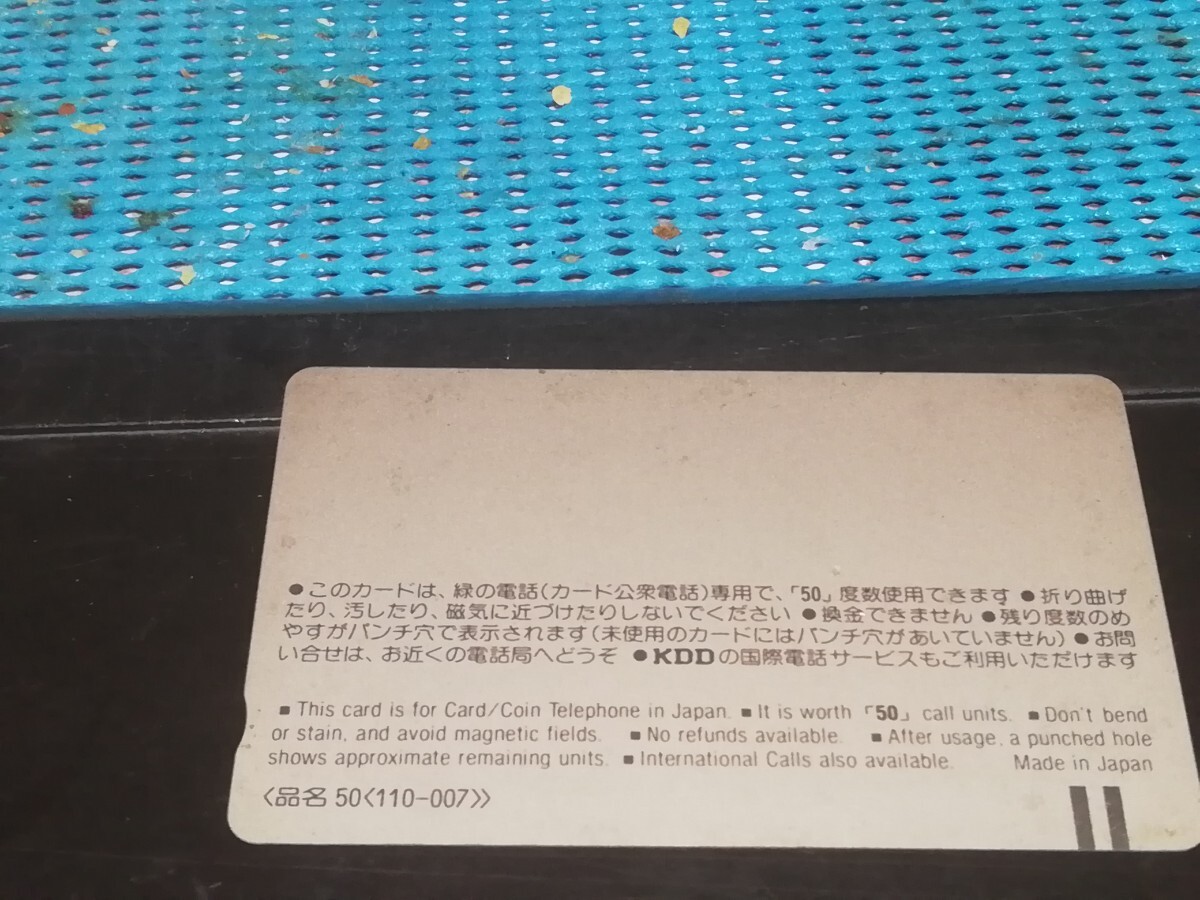 ●このカードは、緑の電話(カード公衆電話)専用で、「50」度数使用できます ●折り曲げ
たり、汚したり、磁気に近づけたりしないでください ●換金できません ●残り度数のめ
やすがパンチ穴で表示されます(未使用のカードにはパンチ穴があいていません) ●お問
い合せは、お近くの電話局へどうぞ ●KDDの国際電話サービスもご利用いただけます
■This card is for Card/Coin Telephone in Japan. ■It is worth 「50」 call units. ■Don't bend
or stain, and avoid magnetic fields. ■No refunds available. ■After usage, a punched hole
shows approximate remaining units. ■International Calls also available. Made in Japan
〈品名 50〈110-007〉〉